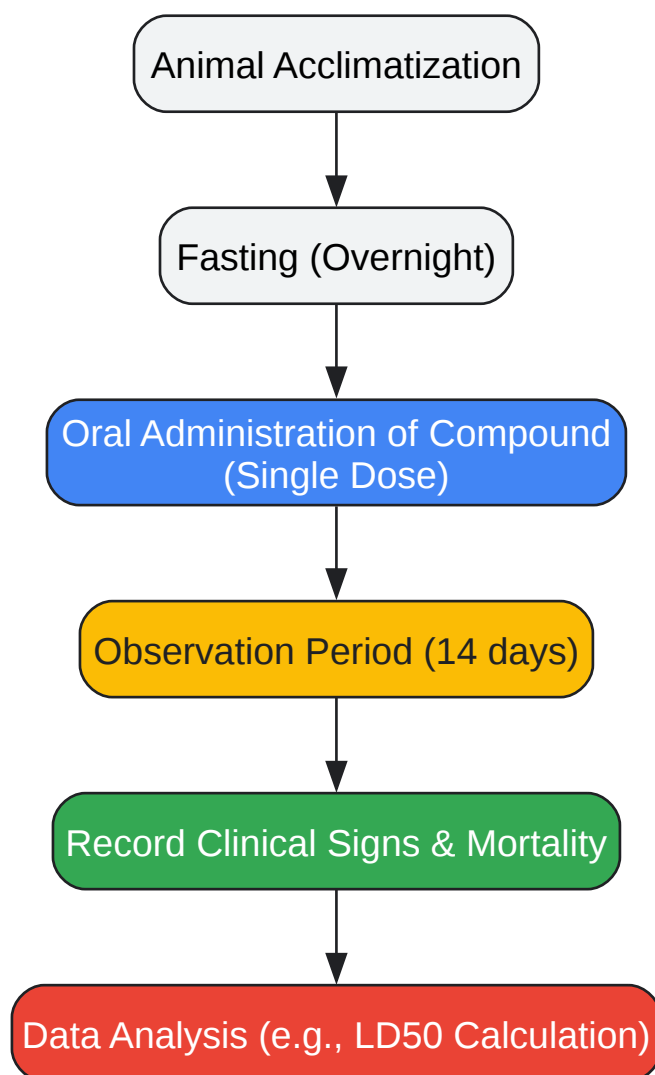 Animal Acclimatization
Fasting (Overnight)
Oral Administration of Compound
(Single Dose)
Observation Period (14 days)
Record Clinical Signs & Mortality
Data Analysis (e.g., LD50 Calculation)